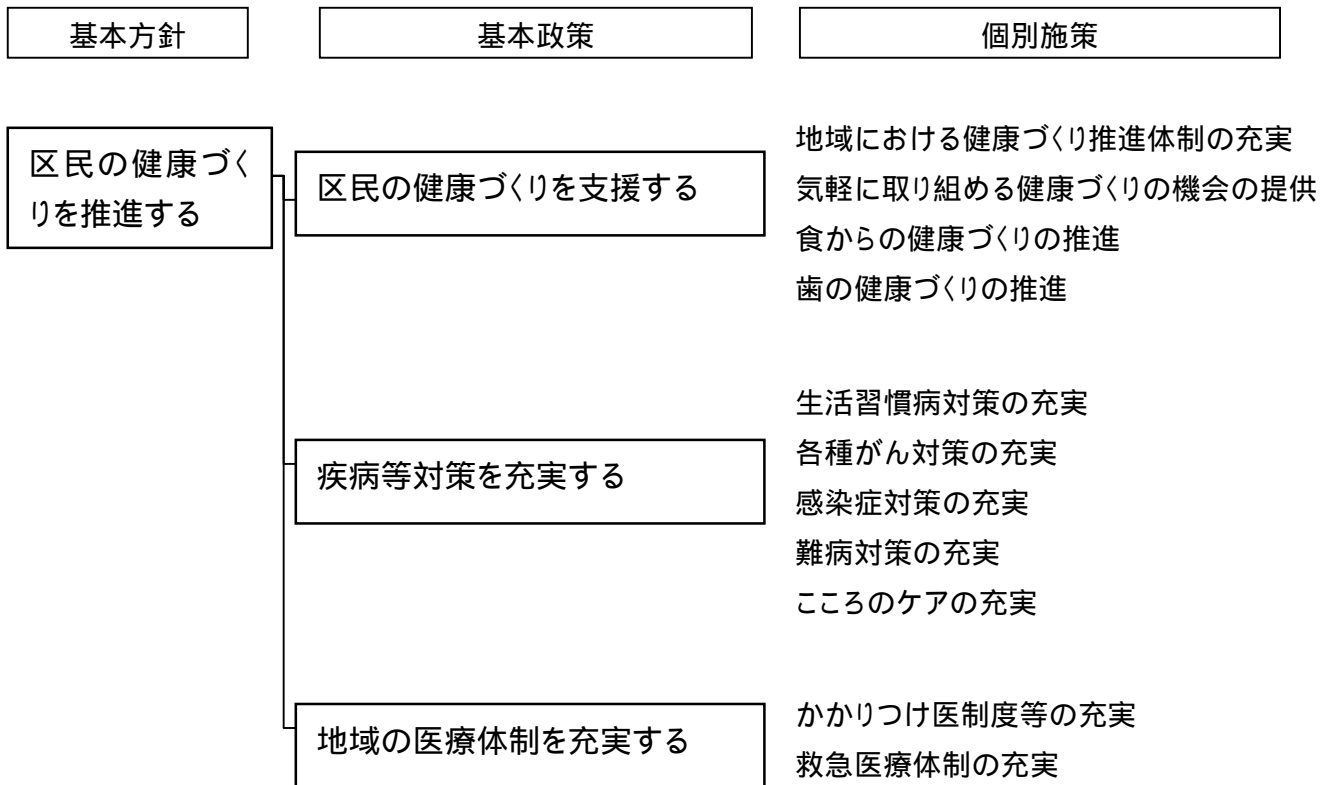 基本方針
基本政策
個別施策
区民の健康づく
りを推進する
区民の健康づくりを支援する
地域における健康づくり推進体制の充実
気軽に取り組める健康づくりの機会の提供
食からの健康づくりの推進
歯の健康づくりの推進
疾病等対策を充実する
生活習慣病対策の充実
各種がん対策の充実
感染症対策の充実
難病対策の充実
こころのケアの充実
地域の医療体制を充実する
かかりつけ医制度等の充実
救急医療体制の充実